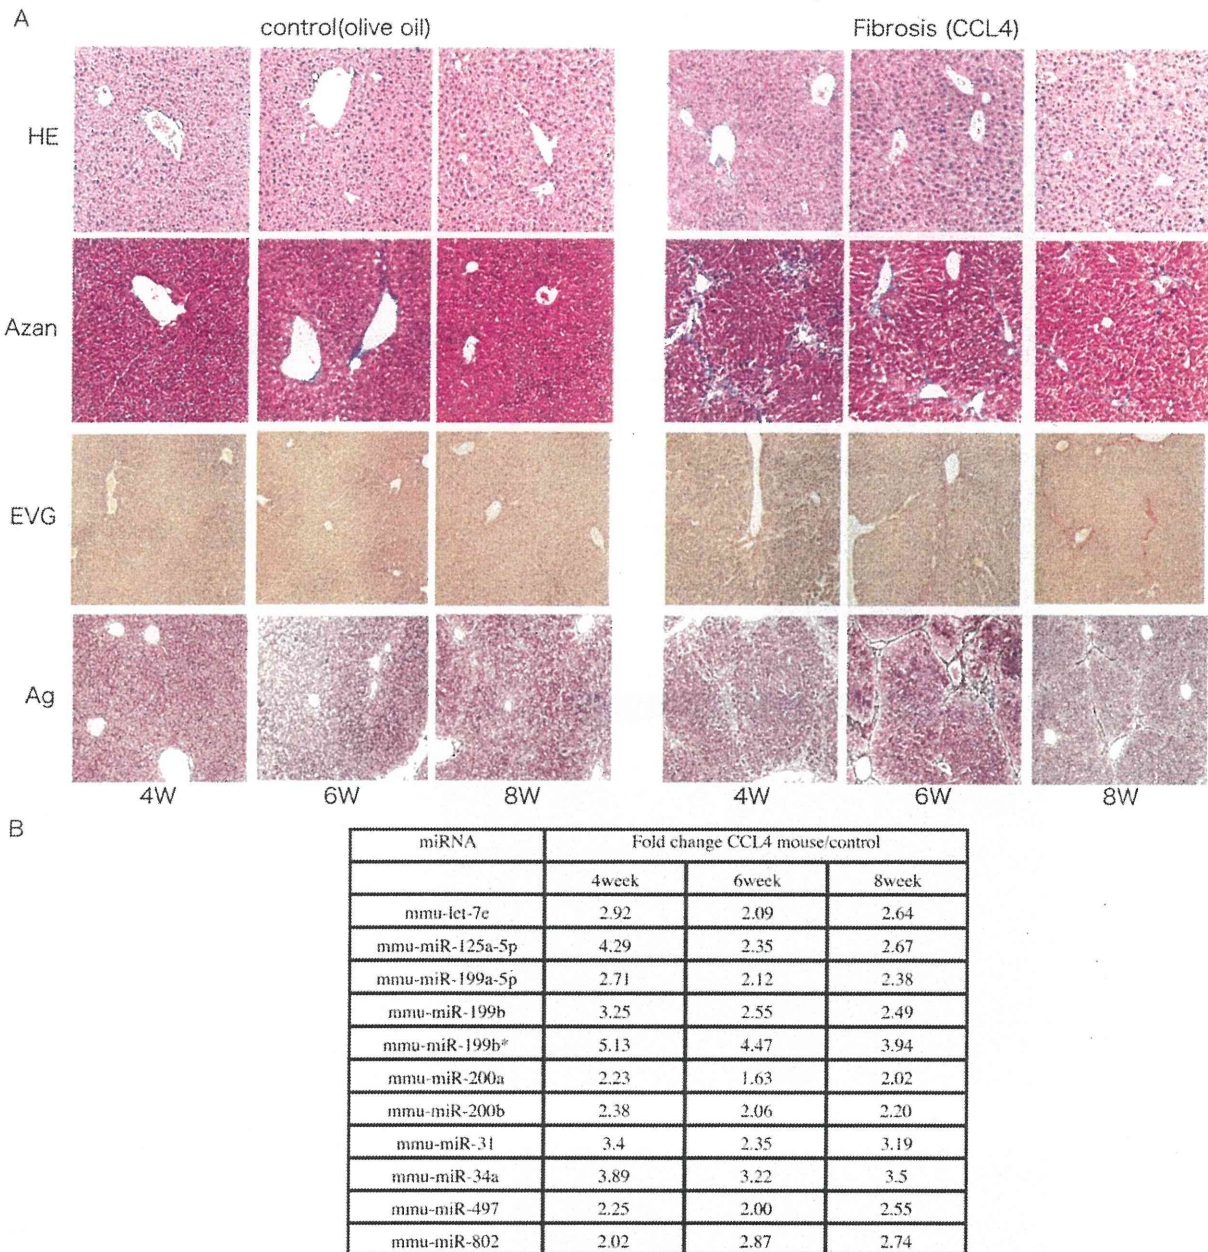 A
control(olive oil)
Fibrosis (CCL4)
HE
Azan
EVG
Ag
4W 6W 8W 4W 6W 8W
B
miRNA Fold change CCL4 mouse/control
4week 6week 8week
mmu-let-7e 2.92 2.09 2.64
mmu-miR-125a-5p 4.29 2.35 2.67
mmu-miR-199a-5p 2.71 2.12 2.38
mmu-miR-199b 3.25 2.55 2.49
mmu-miR-199b* 5.13 4.47 3.94
mmu-miR-200a 2.23 1.63 2.02
mmu-miR-200b 2.38 2.06 2.20
mmu-miR-31 3.4 2.35 3.19
mmu-miR-34a 3.89 3.22 3.5
mmu-miR-497 2.25 2.00 2.55
mmu-miR-802 2.02 2.87 2.74